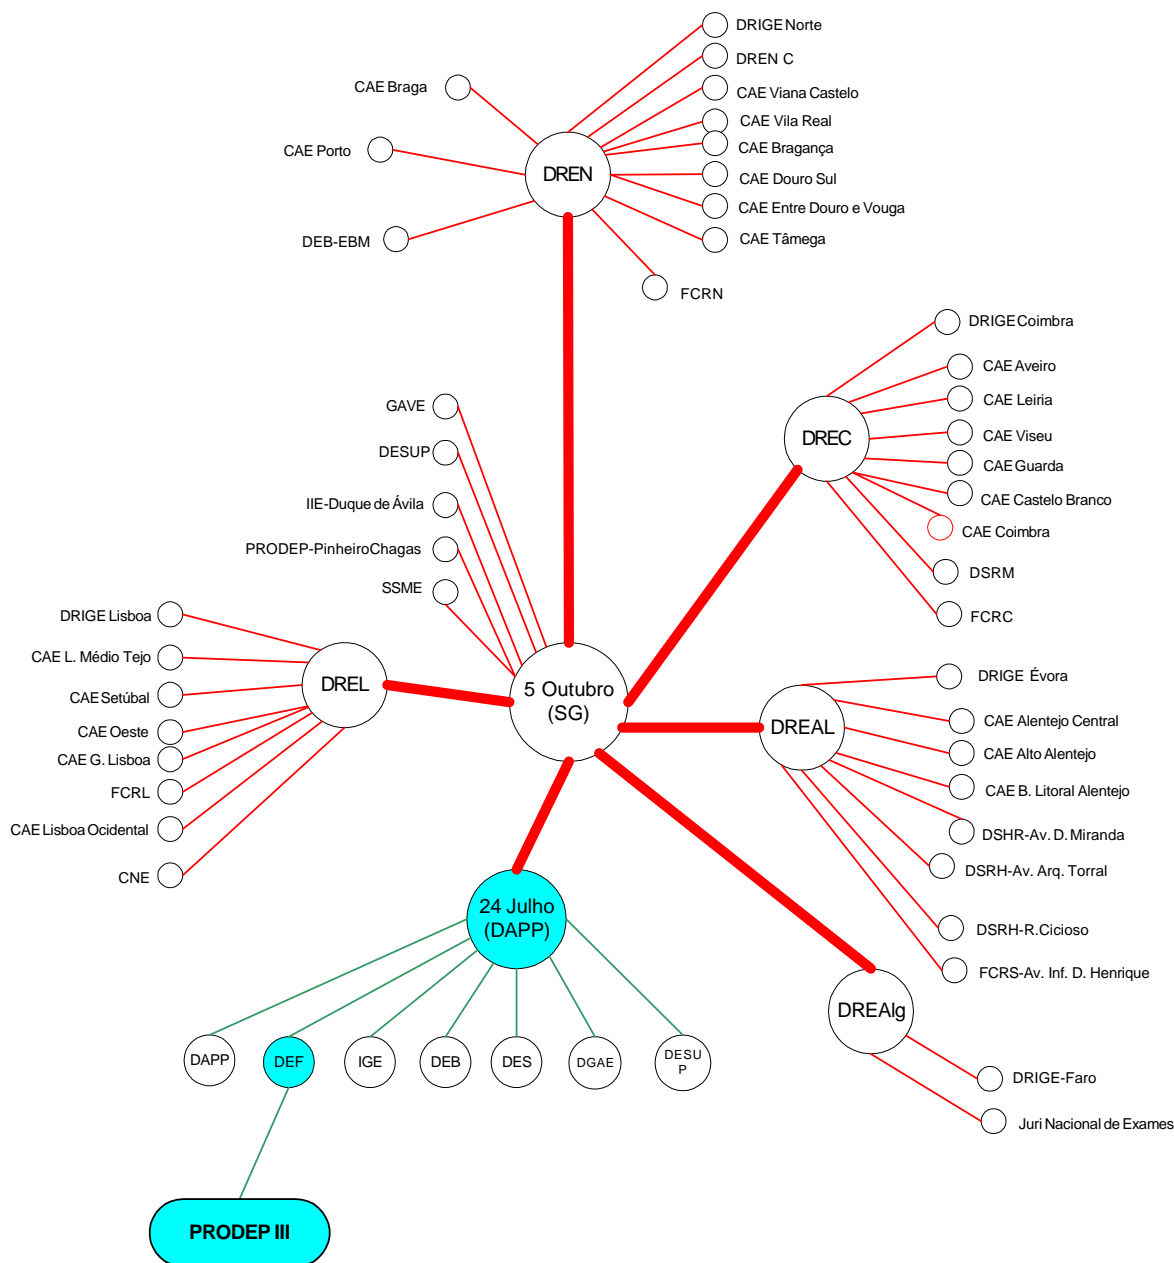 DRIGE Norte
DREN C
CAE Braga
CAE Viana Castelo
CAE Vila Real
CAE Porto
CAE Bragança
DREN
CAE Douro Sul
CAE Entre Douro e Vouga
DEB-EBM
CAE Tâmega
FCRN
DRIGE Coimbra
CAE Aveiro
GAVE
CAE Leiria
DREC
CAE Viseu
DESUP
CAE Guarda
CAE Castelo Branco
IIE-Duque de Ávila
CAE Coimbra
PRODEP-PinheiroChagas
DSRM
SSME
FCRC
DRIGE Lisboa
CAE L. Médio Tejo
DREL
CAE Setúbal
CAE Oeste
CAE G. Lisboa
FCRL
CAE Lisboa Ocidental
CNE
5 Outubro
(SG)
DREAL
DRIGE Évora
CAE Alentejo Central
CAE Alto Alentejo
CAE B. Litoral Alentejo
DSHR-Av. D. Miranda
DSRH-Av. Arq. Torral
DSRH-R.Cicioso
FCRS-Av. Inf. D. Henrique
24 Julho
(DAPP)
DREAlg
DRIGE-Faro
Juri Nacional de Exames
DAPP
DEF
IGE
DEB
DES
DGAE
DESU
P
PRODEP III